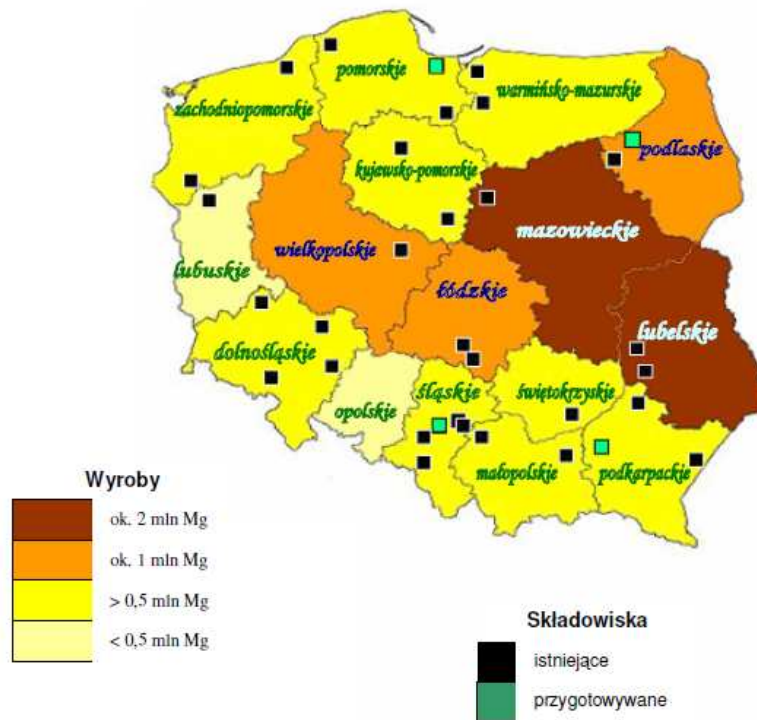 pomorskie
warmińsko-mazurskie
zachodniopomorskie
podlaskie
kujawsko-pomorskie
mazowieckie
wielkopolskie
lubuskie
łódzkie
lubelskie
dolnośląskie
opolskie
śląskie
świętokrzyskie
małopolskie
podkarpackie
Wyroby
ok. 2 mln Mg
ok. 1 mln Mg
> 0,5 mln Mg
< 0,5 mln Mg
Składowiska
istniejące
przygotowywane